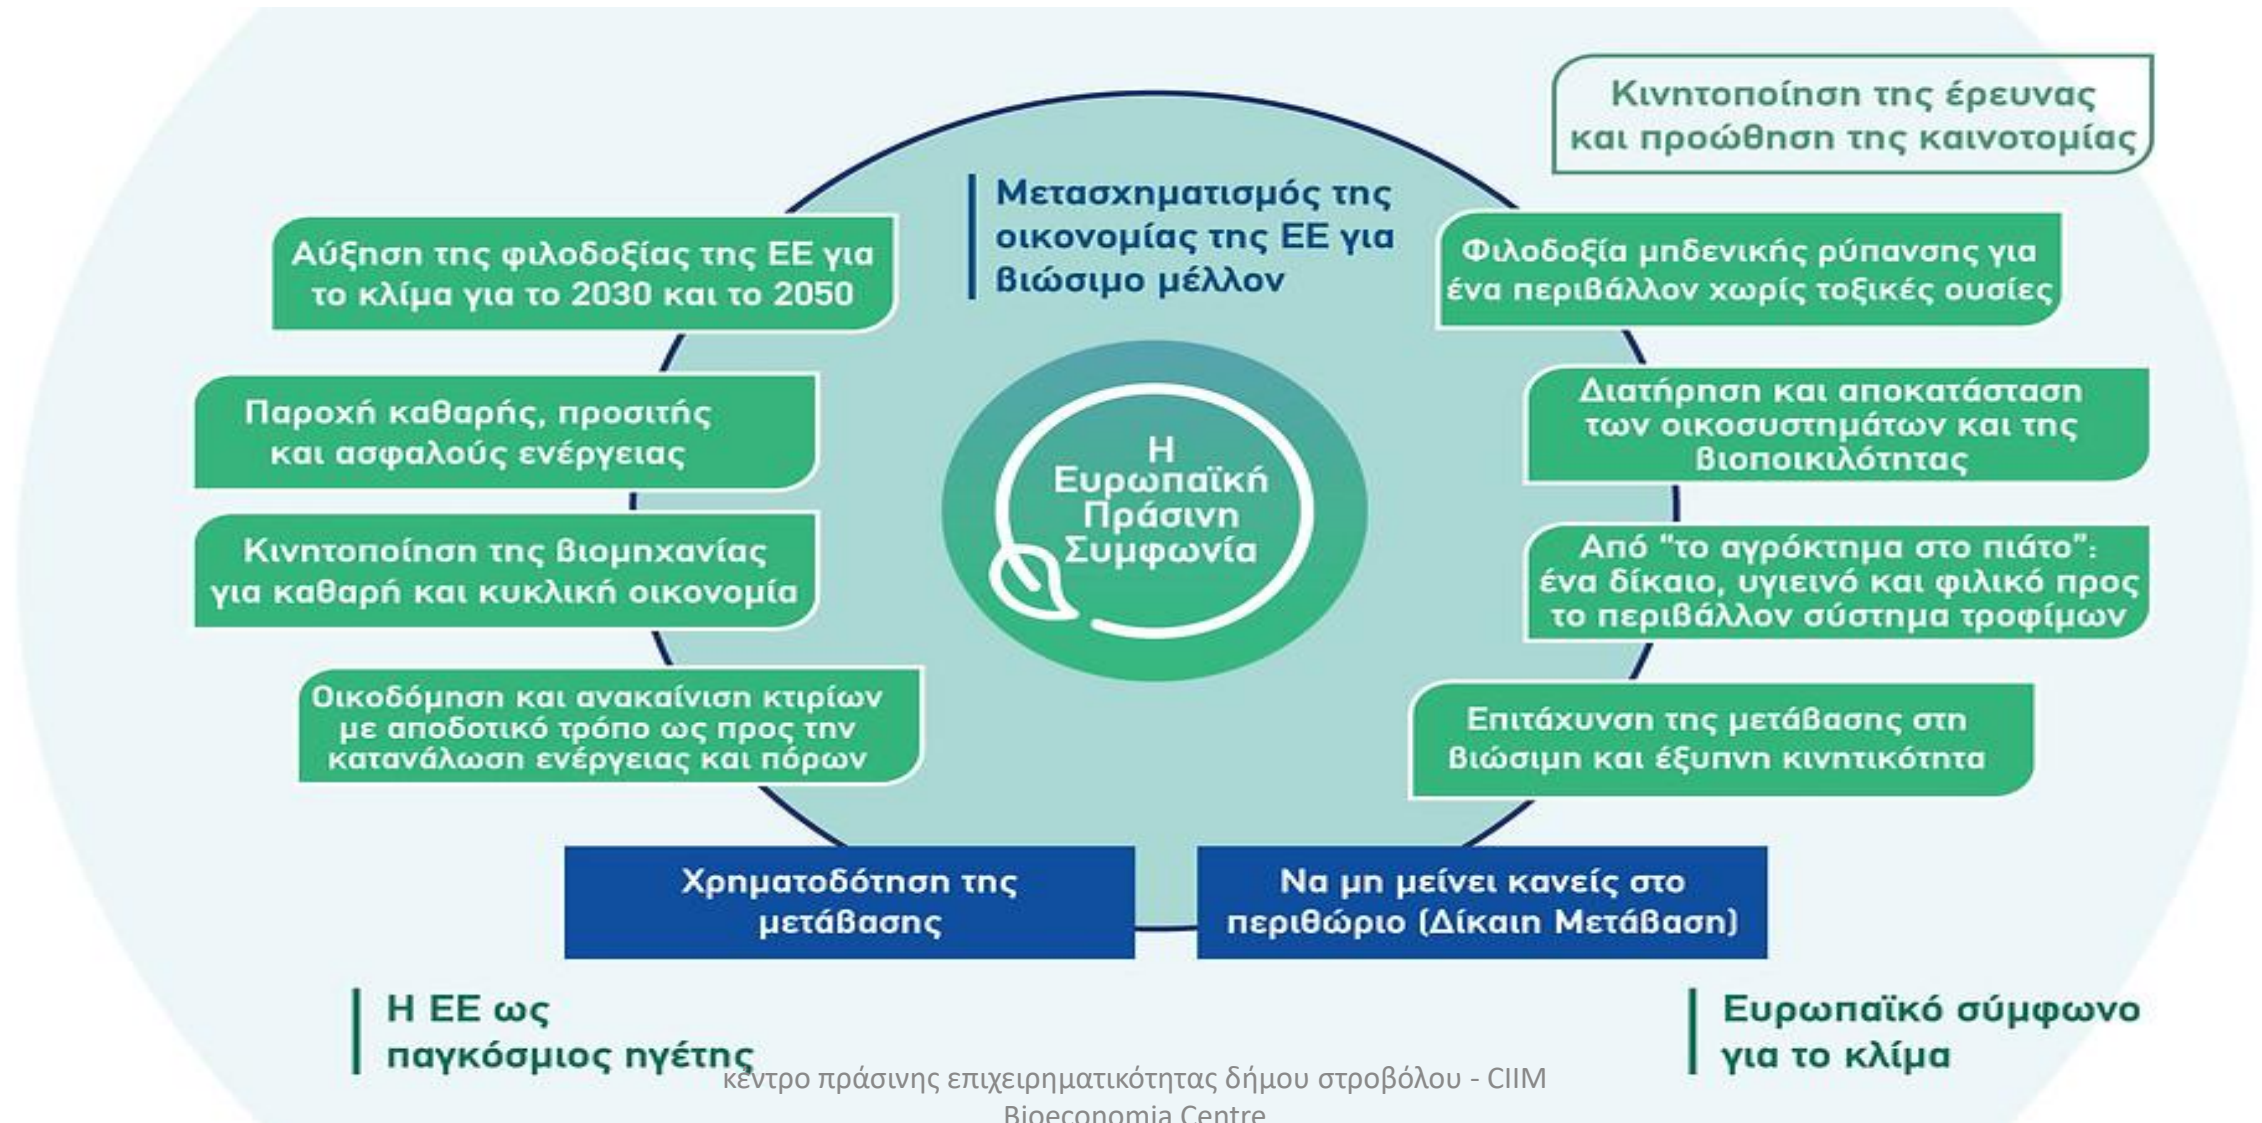 Κινητοποίηση της έρευνας
και προώθηση της καινοτομίας
Μετασχηματισμός της
οικονομίας της ΕΕ για
βιώσιμο μέλλον
Αύξηση της φιλοδοξίας της ΕΕ για
το κλίμα για το 2030 και το 2050
Φιλοδοξία μηδενικής ρύπανσης για
ένα περιβάλλον χωρίς τοξικές ουσίες
Παροχή καθαρής, προσιτής
και ασφαλούς ενέργειας
Διατήρηση και αποκατάσταση
των οικοσυστημάτων και της
βιοποικιλότητας
Η
Ευρωπαϊκή
Πράσινη
Συμφωνία
Κινητοποίηση της βιομηχανίας
για καθαρή και κυκλική οικονομία
Από “το αγρόκτημα στο πιάτο”:
ένα δίκαιο, υγιεινό και φιλικό προς
το περιβάλλον σύστημα τροφίμων
Οικοδόμηση και ανακαίνιση κτιρίων
με αποδοτικό τρόπο ως προς την
κατανάλωση ενέργειας και πόρων
Επιτάχυνση της μετάβασης στη
βιώσιμη και έξυπνη κινητικότητα
Χρηματοδότηση της
μετάβασης
Να μη μείνει κανείς στο
περιθώριο (Δίκαιη Μετάβαση)
Η ΕΕ ως
παγκόσμιος ηγέτης
Ευρωπαϊκό σύμφωνο
για το κλίμα
κέντρο πράσινης επιχειρηματικότητας δήμου στροβόλου - CIIM
Bioeconomia Centre